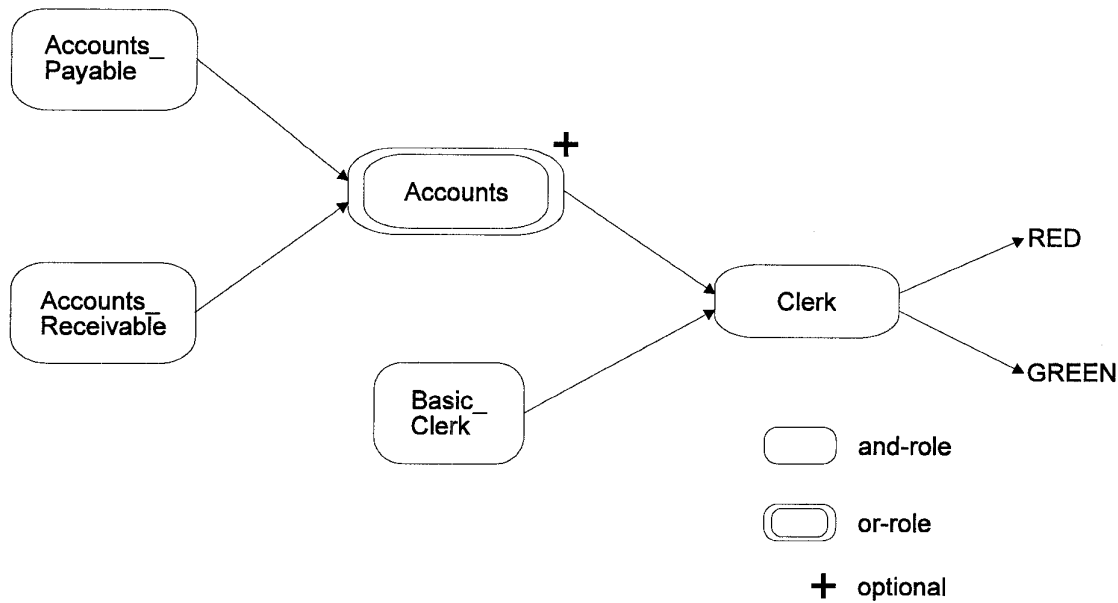 Accounts_
Payable
Accounts
Accounts_
Receivable
RED
Clerk
GREEN
Basic_
Clerk
and-role
or-role
+ optional